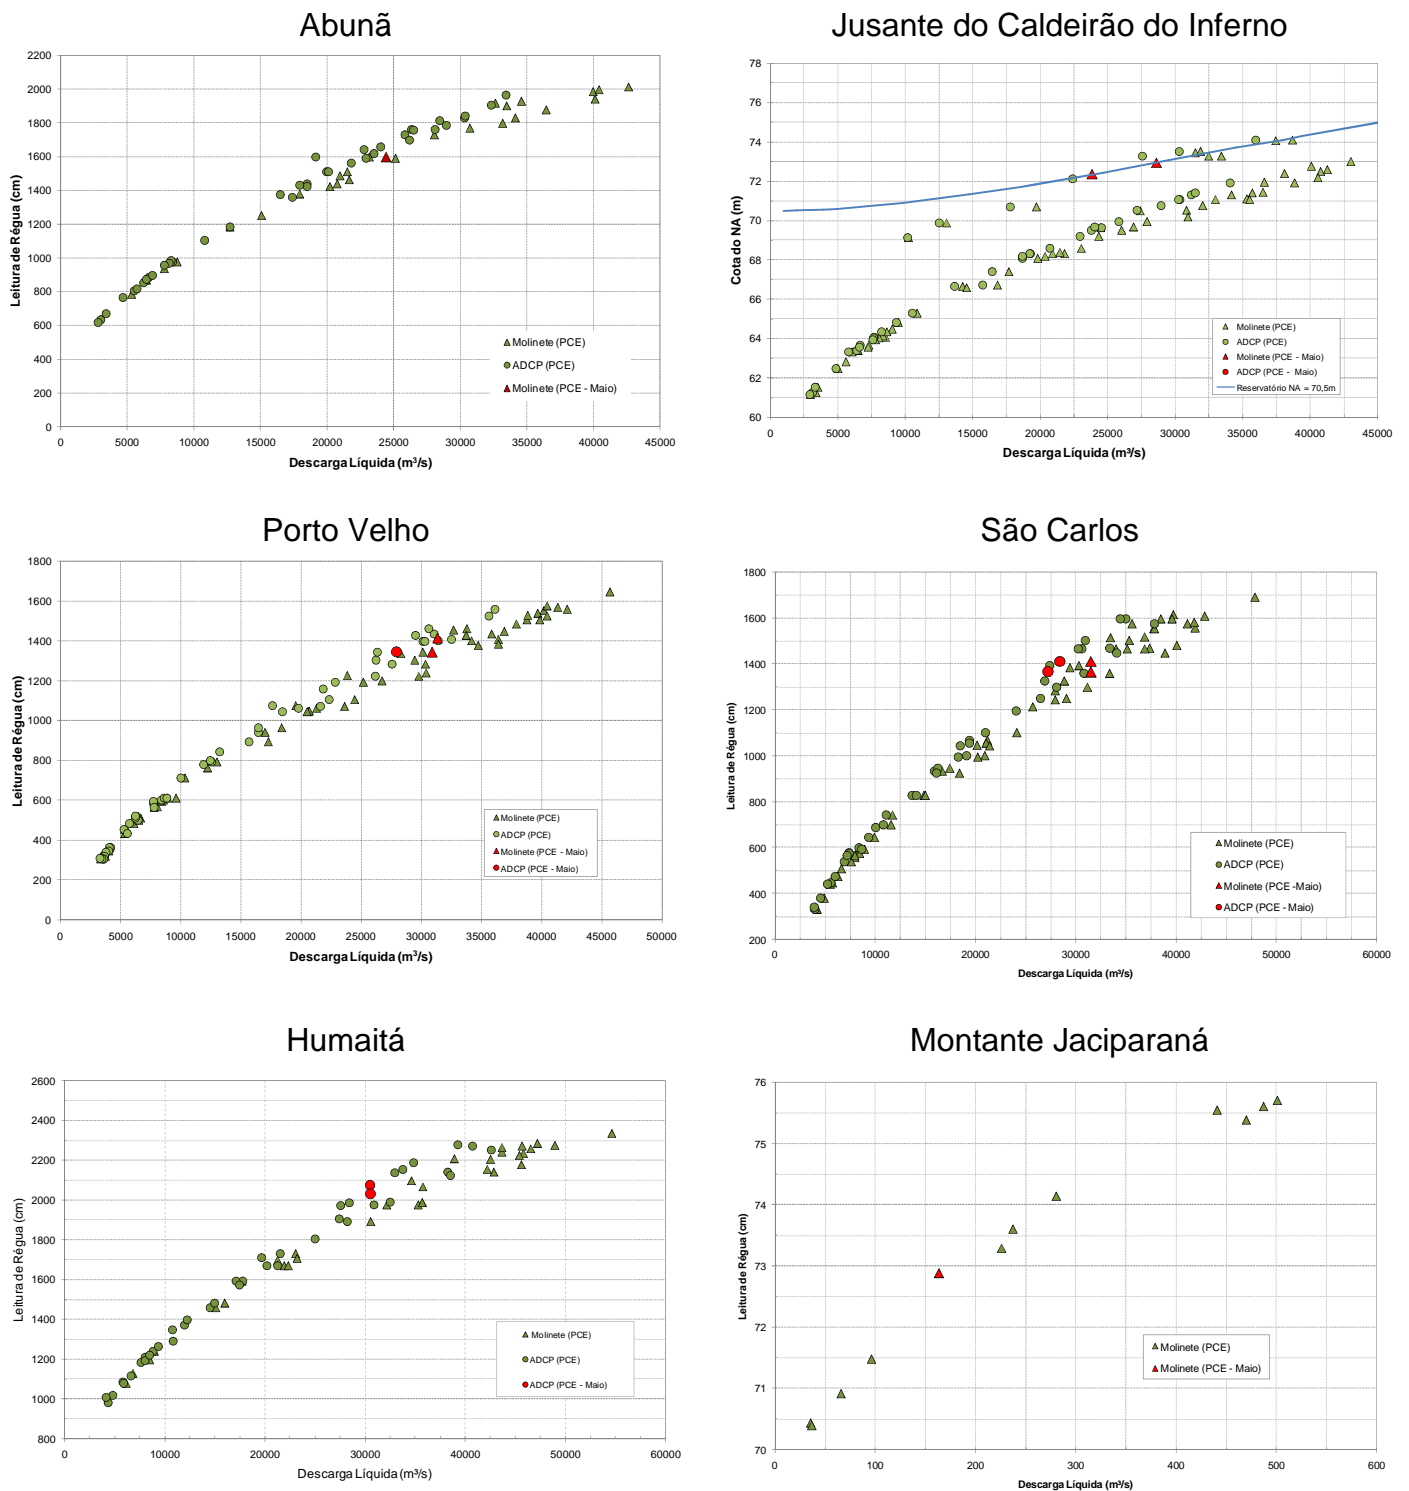 Abunã
2200
2000
1800
1600
1400
1200
1000
800
600
400
200
0
Leitura de Régua (cm)
Molinete (PCE)
ADCP (PCE)
Molinete (PCE - Maio)
0 5000 10000 15000 20000 25000 30000 35000 40000 45000
Descarga Líquida (m³/s)
Jusante do Caldeirão do Inferno
78
76
74
72
70
68
66
64
62
60
Cota do NA (m)
Molinete (PCE)
ADCP (PCE)
Molinete (PCE - Maio)
ADCP (PCE - Maio)
Reservatório NA = 70,5m
0 5000 10000 15000 20000 25000 30000 35000 40000 45000
Descarga Líquida (m³/s)
Porto Velho
1800
1600
1400
1200
1000
800
600
400
200
0
Leitura de Régua (cm)
Molinete (PCE)
ADCP (PCE)
Molinete (PCE - Maio)
ADCP (PCE - Maio)
0 5000 10000 15000 20000 25000 30000 35000 40000 45000 50000
Descarga Líquida (m³/s)
São Carlos
1800
1600
1400
1200
1000
800
600
400
200
Leitura de Régua (cm)
Molinete (PCE)
ADCP (PCE)
Molinete (PCE -Maio)
ADCP (PCE - Maio)
0 10000 20000 30000 40000 50000 60000
Descarga Líquida (m³/s)
Humaitá
2600
2400
2200
2000
1800
1600
1400
1200
1000
800
Leitura de Régua (cm)
Molinete (PCE)
ADCP (PCE)
ADCP (PCE - Maio)
0 10000 20000 30000 40000 50000 60000
Descarga Líquida (m³/s)
Montante Jaciparaná
76
75
74
73
72
71
70
Leitura de Régua (cm)
Molinete (PCE)
Molinete (PCE - Maio)
0 100 200 300 400 500 600
Descarga Líquida (m³/s)